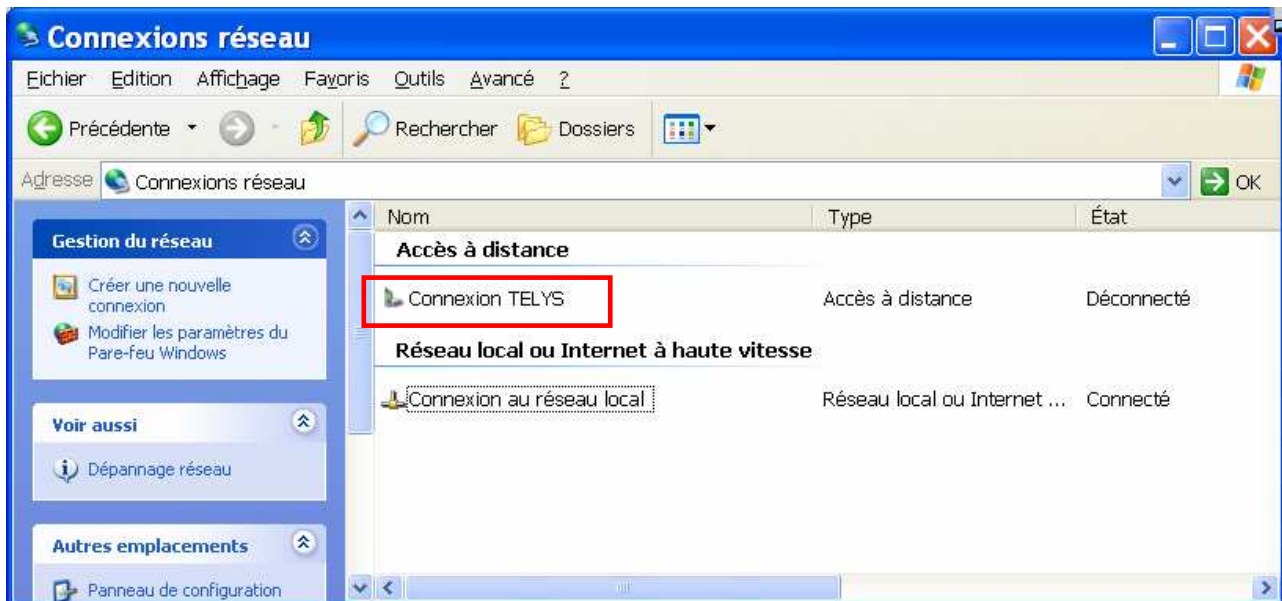 Connexions réseau
Eichier Edition Affichage Favoris Outils Avancé ?
Précédente Rechercher Dossiers
Adresse Connexions réseau OK
Nom Type État
Gestion du réseau
Créer une nouvelle
connexion
Modifier les paramètres du
Pare-feu Windows
Voir aussi
Dépannage réseau
Autres emplacements
Panneau de configuration
Accès à distance
Connexion TELYS Accès à distance Déconnecté
Réseau local ou Internet à haute vitesse
Connexion au réseau local Réseau local ou Internet ... Connecté